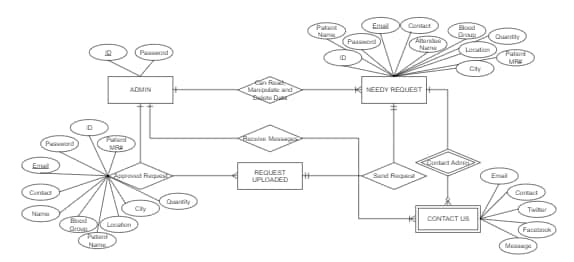 Patient
Name
Email
Contact
Blood
Group
Quantity
Password
Attendee
Name
Location
Patient
MR#
ID
City
ID
Password
ADMIN
Can Read,
Manipulate and
Delete Data
NEEDY REQUEST
ID
Password
Patient
MR#
Receive Messages
Email
Approved Request
REQUEST
UPLOADED
Send Request
Contact Admin
Email
Contact
Contact
Quantity
Name
City
Twitter
Blood
Group
Location
CONTACT US
Facebook
Patient
Name
Message